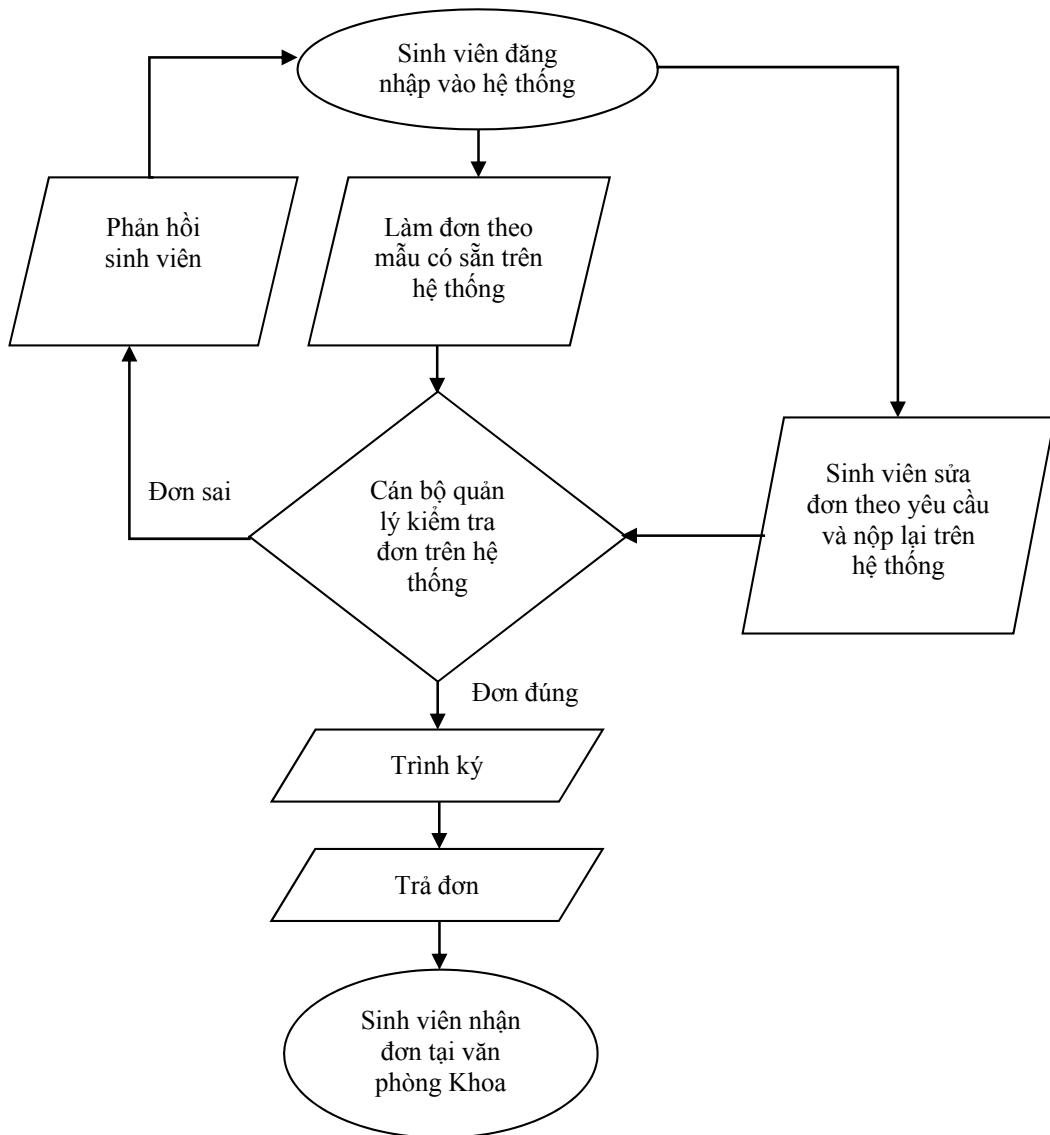 Sinh viên đăng
nhập vào hệ thống
Phản hồi
sinh viên
Làm đơn theo
mẫu có sẵn trên
hệ thống
Đơn sai
Cán bộ quản
lý kiểm tra
đơn trên hệ
thống
Sinh viên sửa
đơn theo yêu cầu
và nộp lại trên
hệ thống
Đơn đúng
Trình ký
Trả đơn
Sinh viên nhận
đơn tại văn
phòng Khoa